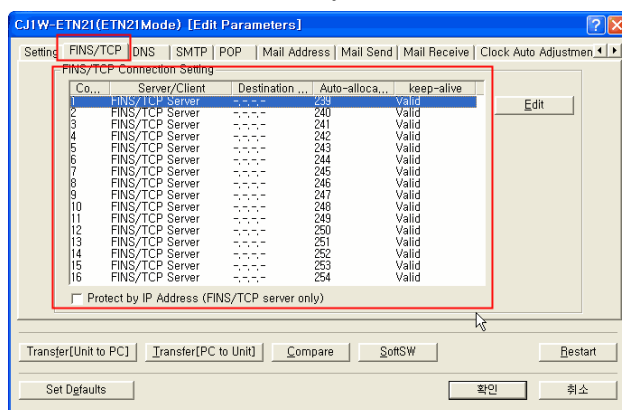 CJ1W-ETN21(ETN21Mode) [Edit Parameters]
Setting FINS/TCP DNS SMTP POP Mail Address Mail Send Mail Receive Clock Auto Adjustmen
FINS/TCP Connection Setting
Co... Server/Client Destination ... Auto-alloca... keep-alive
1 FINS/TCP Server -.-.-.- 239 Valid
2 FINS/TCP Server -.-.-.- 240 Valid
3 FINS/TCP Server -.-.-.- 241 Valid
4 FINS/TCP Server -.-.-.- 242 Valid
5 FINS/TCP Server -.-.-.- 243 Valid
6 FINS/TCP Server -.-.-.- 244 Valid
7 FINS/TCP Server -.-.-.- 245 Valid
8 FINS/TCP Server -.-.-.- 246 Valid
9 FINS/TCP Server -.-.-.- 247 Valid
10 FINS/TCP Server -.-.-.- 248 Valid
11 FINS/TCP Server -.-.-.- 249 Valid
12 FINS/TCP Server -.-.-.- 250 Valid
13 FINS/TCP Server -.-.-.- 251 Valid
14 FINS/TCP Server -.-.-.- 252 Valid
15 FINS/TCP Server -.-.-.- 253 Valid
16 FINS/TCP Server -.-.-.- 254 Valid
Edit
Protect by IP Address (FINS/TCP server only)
Transfer[Unit to PC] Transfer[PC to Unit] Compare SoftSW Restart
Set Defaults 확인 취소